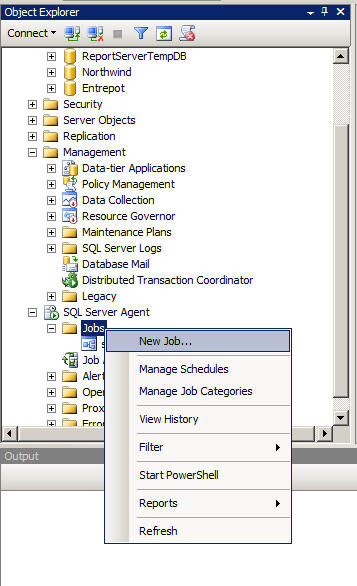 Object Explorer
Connect
ReportServerTempDB
Northwind
Entrepot
Security
Server Objects
Replication
Management
Data-tier Applications
Policy Management
Data Collection
Resource Governor
Maintenance Plans
SQL Server Logs
Database Mail
Distributed Transaction Coordinator
Legacy
SQL Server Agent
Jobs
New Job...
s
Job A
Manage Schedules
Alert
Manage Job Categories
Oper
Prox
View History
Error
Filter
Output
Start PowerShell
Reports
Refresh